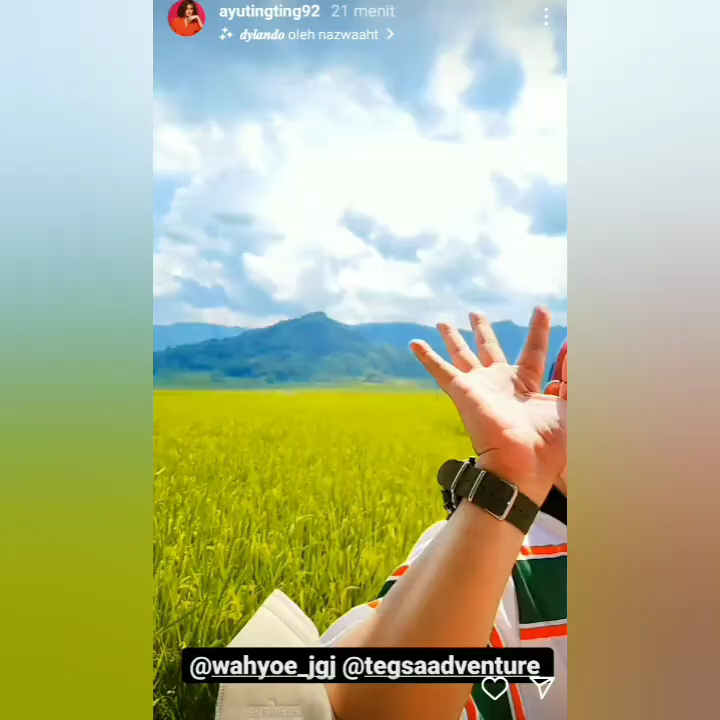 ayutingting92 21 menit
dylando oleh nazwaaht
@wahyoe_jgj @tegsaadventure